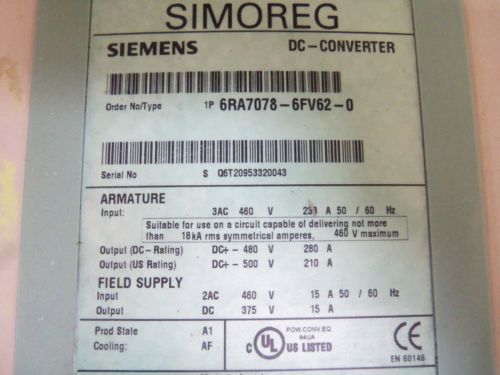 SIMOREG
SIEMENS DC-CONVERTER
Order No/Type 1P 6RA7078-6FV62-0
Serial No S Q6T20953320043
ARMATURE
Input: 3AC 460 V 233 A 50 / 60 Hz
Suitable for use on a circuit capable of delivering not more
than 18kA rms symmetrical amperes, 460 V maximum
Output (DC-Rating) DC+- 480 V 280 A
Output (US Rating) DC+- 500 V 210 A
FIELD SUPPLY
Input 2AC 460 V 15 A 50 / 60 Hz
Output DC 375 V 15 A
Prod State A1
Cooling: AF
POW.CONV.EQ.
94UA
C UL US LISTED
CE
EN 60146